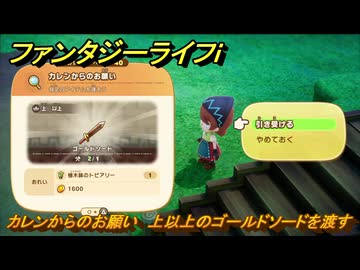 ファンタジーライフi
カレンからのお願い
上 以上
ゴールドソード
2/1
おれい
植木鉢のトピアリー
1
1600
引き受ける
やめておく
カレンからのお願い 上以上のゴールドソードを渡す